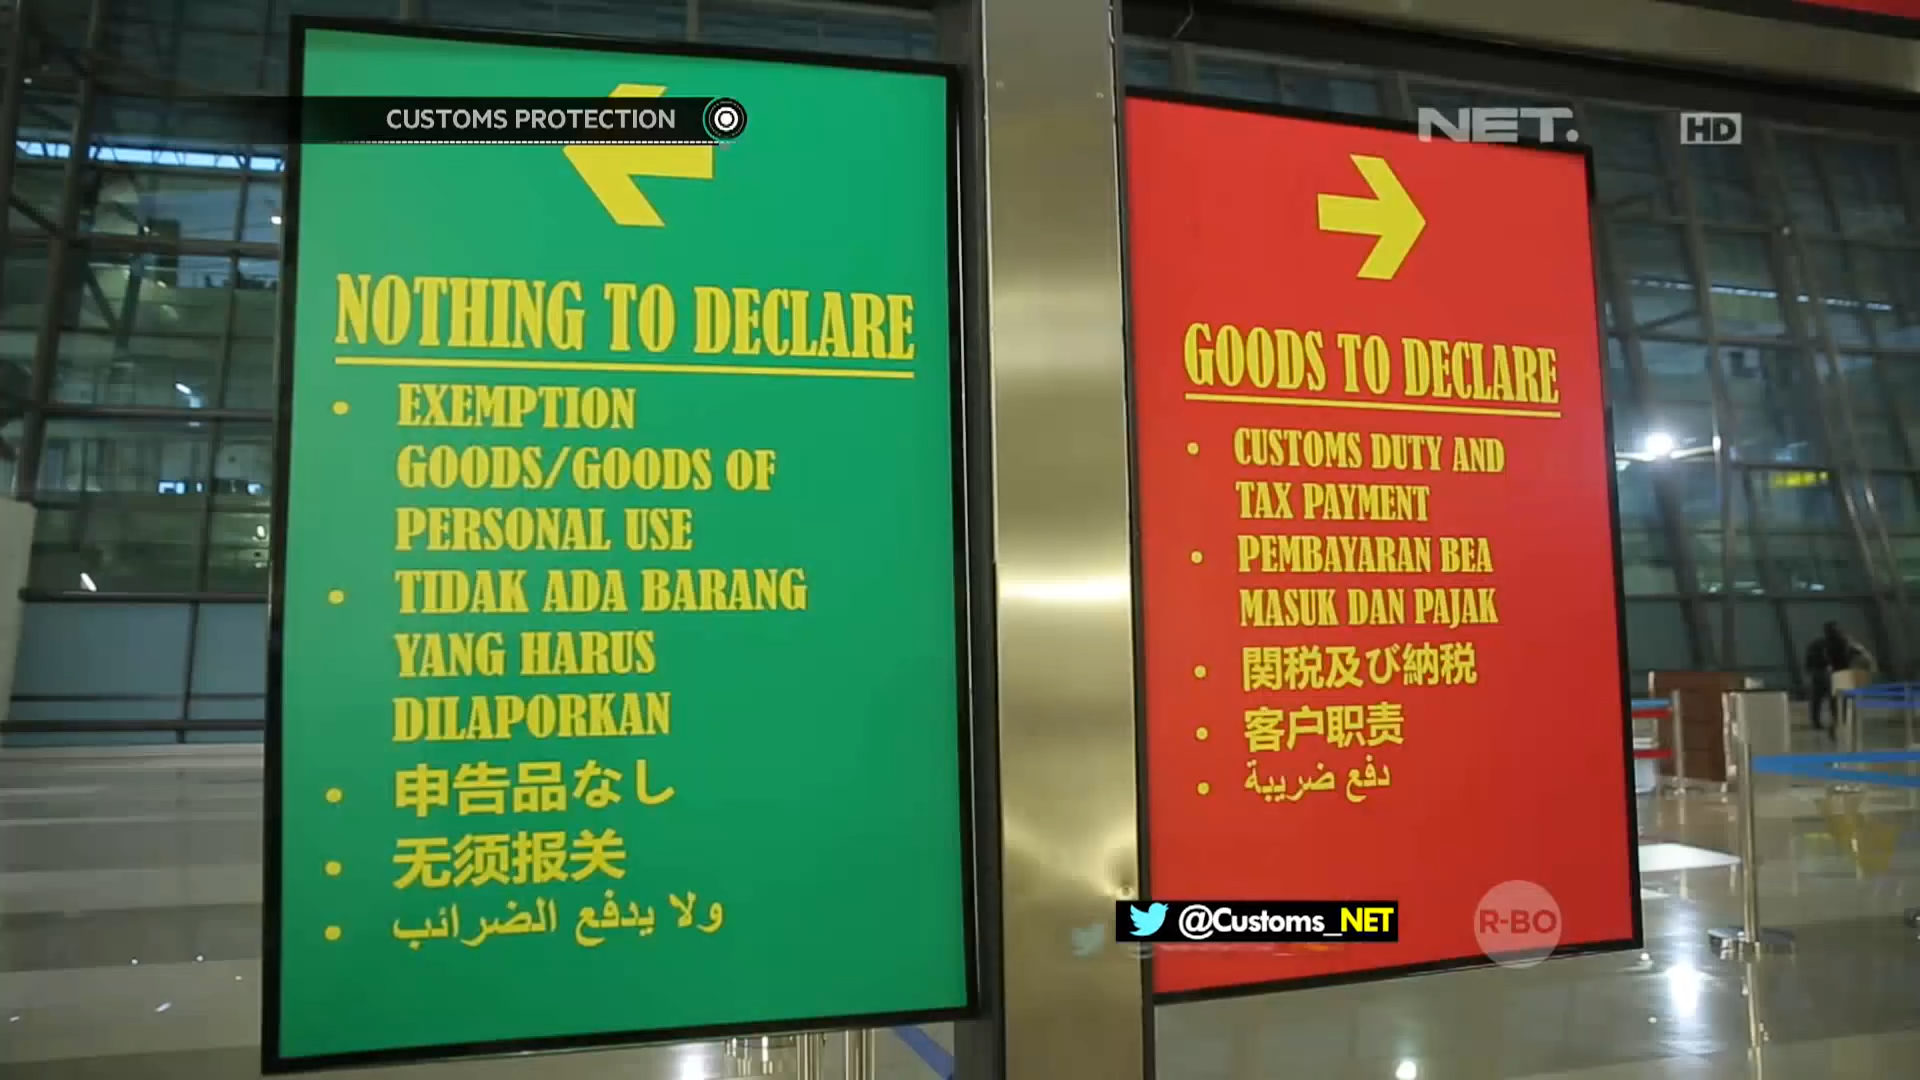 CUSTOMS PROTECTION
NET.
HD
NOTHING TO DECLARE
• EXEMPTION
GOODS/GOODS OF
PERSONAL USE
• TIDAK ADA BARANG
YANG HARUS
DILAPORKAN
• 申告品なし
• 无须报关
• ولا يدفع الضرائب
GOODS TO DECLARE
• CUSTOMS DUTY AND
TAX PAYMENT
• PEMBAYARAN BEA
MASUK DAN PAJAK
• 関税及び納税
• 客户职责
• دفع ضريبة
@Customs_NET
R-BO